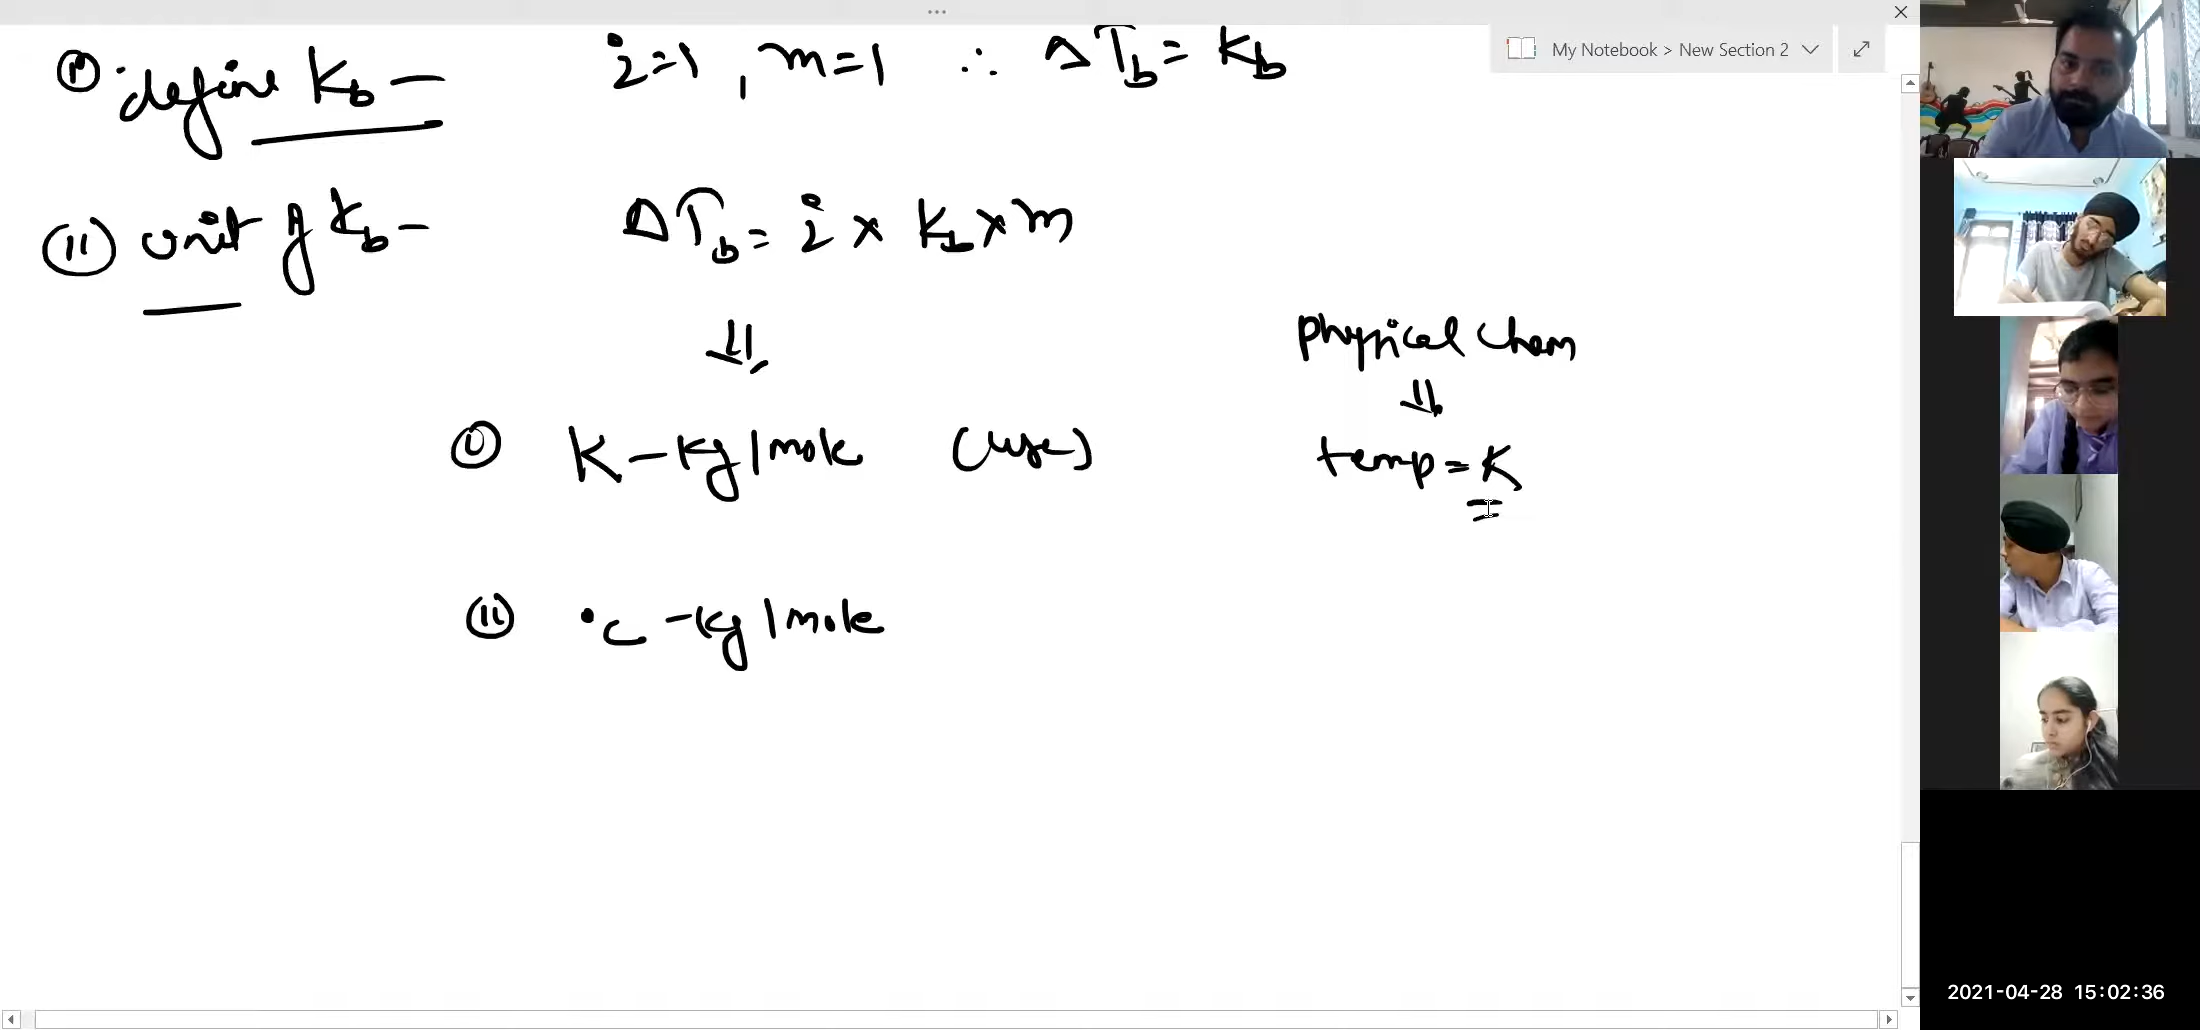 My Notebook > New Section 2
(i) define Kb — i=1, m=1 ∴ ΔTb = Kb
(ii) unit of Kb — ΔTb = i × Kb × m
⇓
Physical Chem
⇓
(i) K-kg/mole (use) temp = K
(ii) °C-kg/mole
2021-04-28 15:02:36